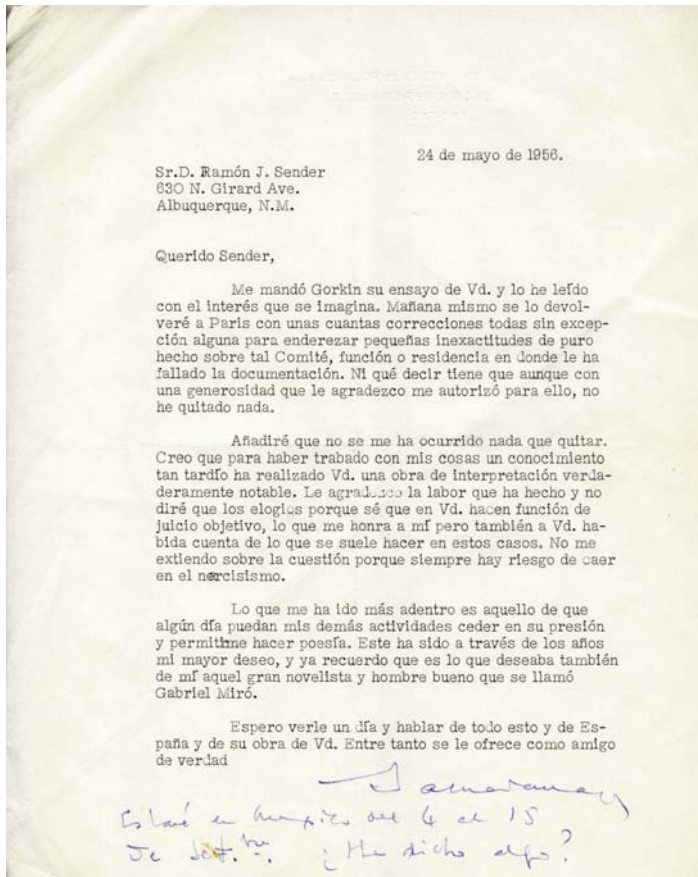 24 de mayo de 1956.
Sr.D. Ramón J. Sender
630 N. Girard Ave.
Albuquerque, N.M.
Querido Sender,
Me mandó Gorkin su ensayo de Vd. y lo he leído
con el interés que se imagina. Mañana mismo se lo devol-
veré a Paris con unas cuantas correcciones todas sin excep-
ción alguna para enderezar pequeñas inexactitudes de puro
hecho sobre tal Comité, función o residencia en donde le ha
fallado la documentación. Ni qué decir tiene que aunque con
una generosidad que le agradezco me autorizó para ello, no
he quitado nada.
Añadiré que no se me ha ocurrido nada que quitar.
Creo que para haber trabado con mis cosas un conocimiento
tan tardío ha realizado Vd. una obra de interpretación verda-
deramente notable. Le agradezco la labor que ha hecho y no
diré que los elogios porque sé que en Vd. hacen función de
juicio objetivo, lo que me honra a mí pero también a Vd. ha-
bida cuenta de lo que se suele hacer en estos casos. No me
extiendo sobre la cuestión porque siempre hay riesgo de caer
en el narcisismo.
Lo que me ha ido más adentro es aquello de que
algún día puedan mis demás actividades ceder en su presión
y permitirme hacer poesía. Este ha sido a través de los años
mi mayor deseo, y ya recuerdo que es lo que deseaba también
de mí aquel gran novelista y hombre bueno que se llamó
Gabriel Miró.
Espero verle un día y hablar de todo esto y de Es-
paña y de su obra de Vd. Entre tanto se le ofrece como amigo
de verdad
Estaré en del 4 al 15
de Set.bre. ¿He dicho algo?